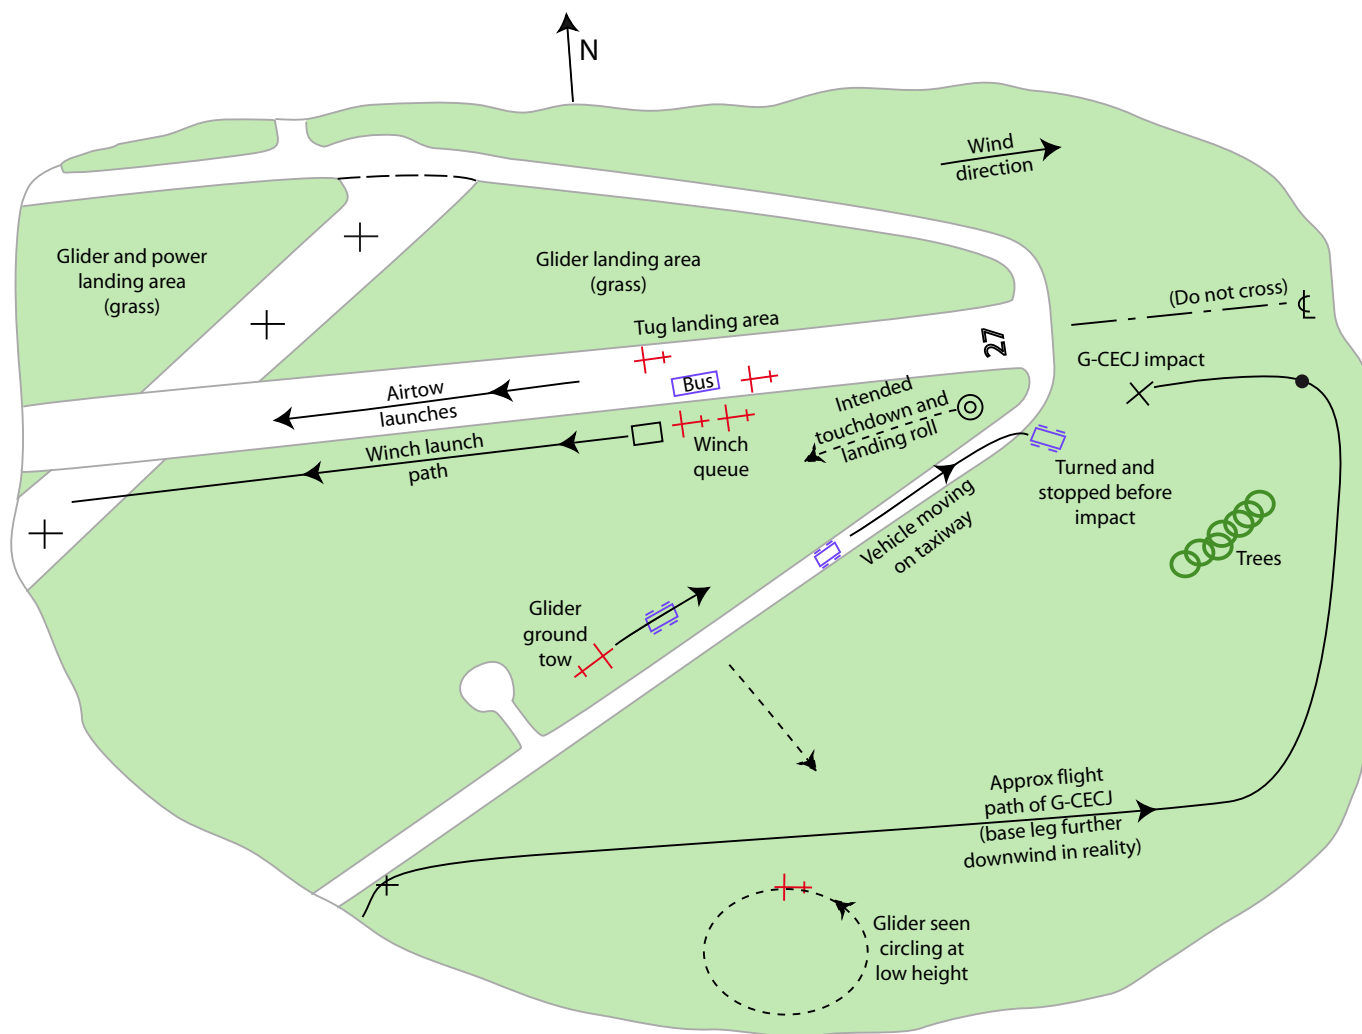 N
Wind
direction
Glider and power
landing area
(grass)
Glider landing area
(grass)
(Do not cross)
℄
Tug landing area
27
G-CECJ impact
Bus
Airtow
launches
Intended
touchdown and
landing roll
Winch launch
path
Winch
queue
Turned and
stopped before
impact
Vehicle moving
on taxiway
Trees
Glider
ground
tow
Approx flight
path of G-CECJ
(base leg further
downwind in reality)
Glider seen
circling at
low height